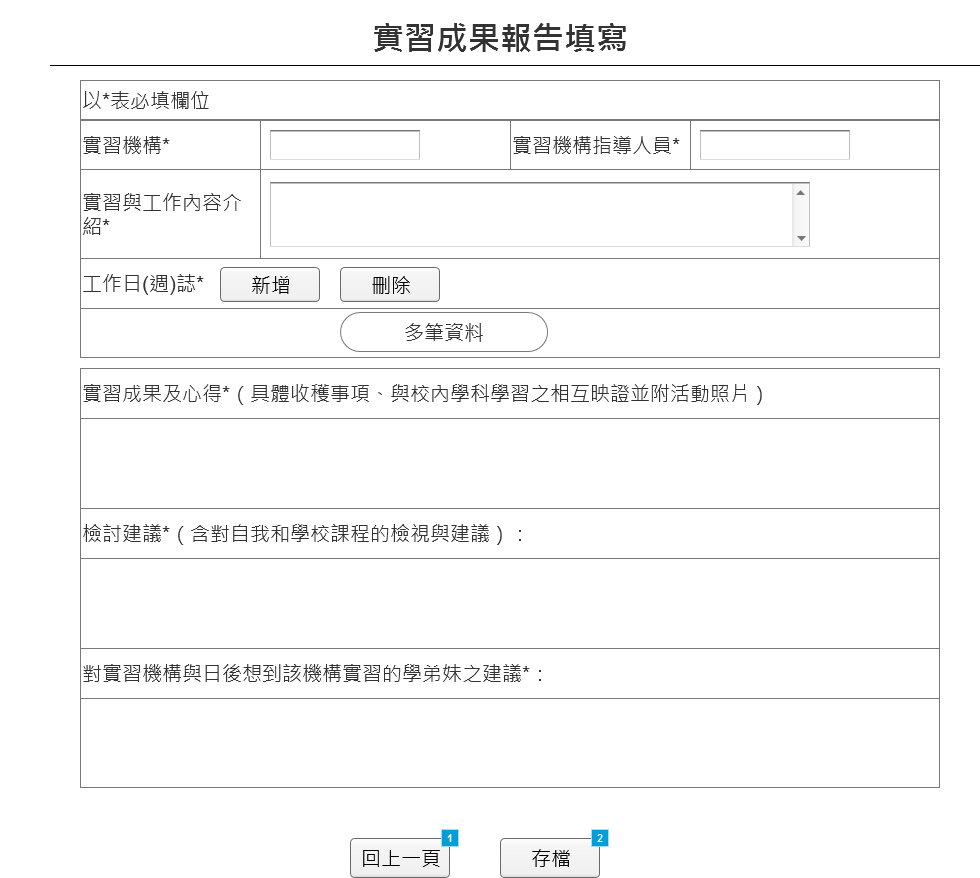 實習成果報告填寫
以*表必填欄位
實習機構*
實習機構指導人員*
實習與工作內容介
紹*
工作日(週)誌* 新增 刪除
多筆資料
實習成果及心得* ( 具體收穫事項、與校內學科學習之相互映證並附活動照片 )
檢討建議* ( 含對自我和學校課程的檢視與建議 ) :
對實習機構與日後想到該機構實習的學弟妹之建議* :
1 2
回上一頁 存檔